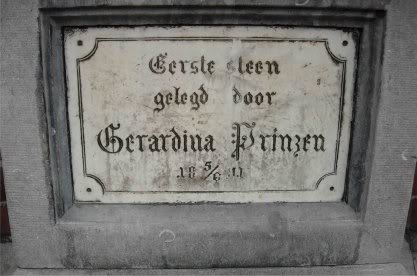 Eerste steen
gelegd door
Gerardina Prinzen
18 5/6 11